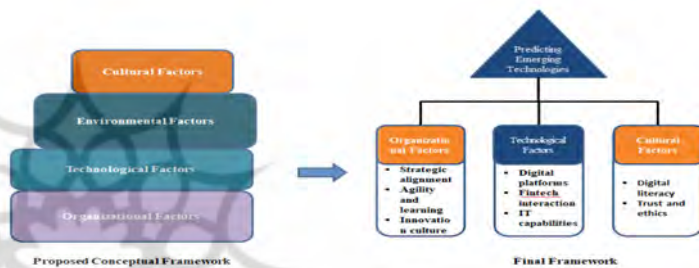 Cultural Factors
Environmental Factors
Technological Factors
Organizational Factors
Proposed Conceptual Framework
Predicting
Emerging
Technologies
Organizatio
nal Factors
• Strategic
alignment
• Agility
and
learning
• Innovatio
n culture
Technological
Factors
• Digital
platforms
• Fintech
interaction
• IT
capabilities
Cultural
Factors
• Digital
literacy
• Trust and
ethics
Final Framework